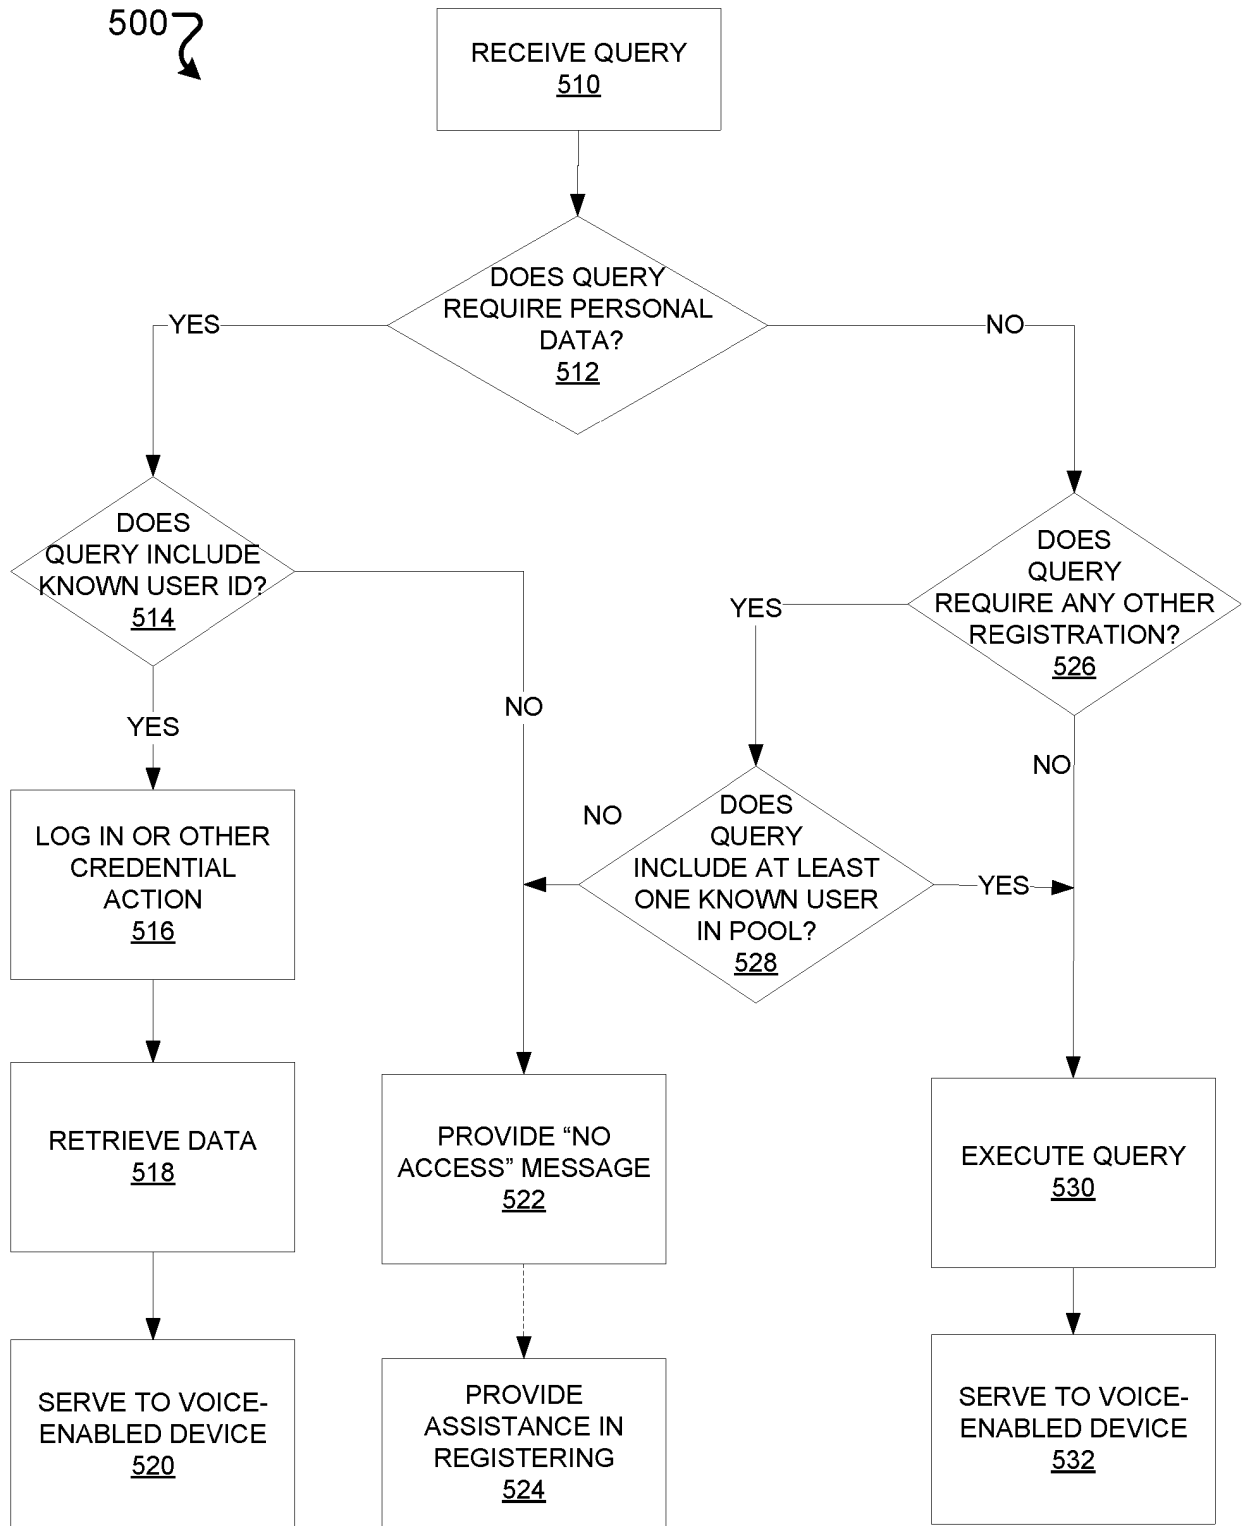 500
RECEIVE QUERY
510
DOES QUERY
REQUIRE PERSONAL
DATA?
512
YES
NO
DOES
QUERY INCLUDE
KNOWN USER ID?
514
DOES
QUERY
REQUIRE ANY OTHER
REGISTRATION?
526
YES
NO
YES
NO
NO
DOES
QUERY
INCLUDE AT LEAST
ONE KNOWN USER
IN POOL?
528
YES
LOG IN OR OTHER
CREDENTIAL
ACTION
516
RETRIEVE DATA
518
PROVIDE “NO
ACCESS” MESSAGE
522
EXECUTE QUERY
530
SERVE TO VOICE-
ENABLED DEVICE
520
PROVIDE
ASSISTANCE IN
REGISTERING
524
SERVE TO VOICE-
ENABLED DEVICE
532